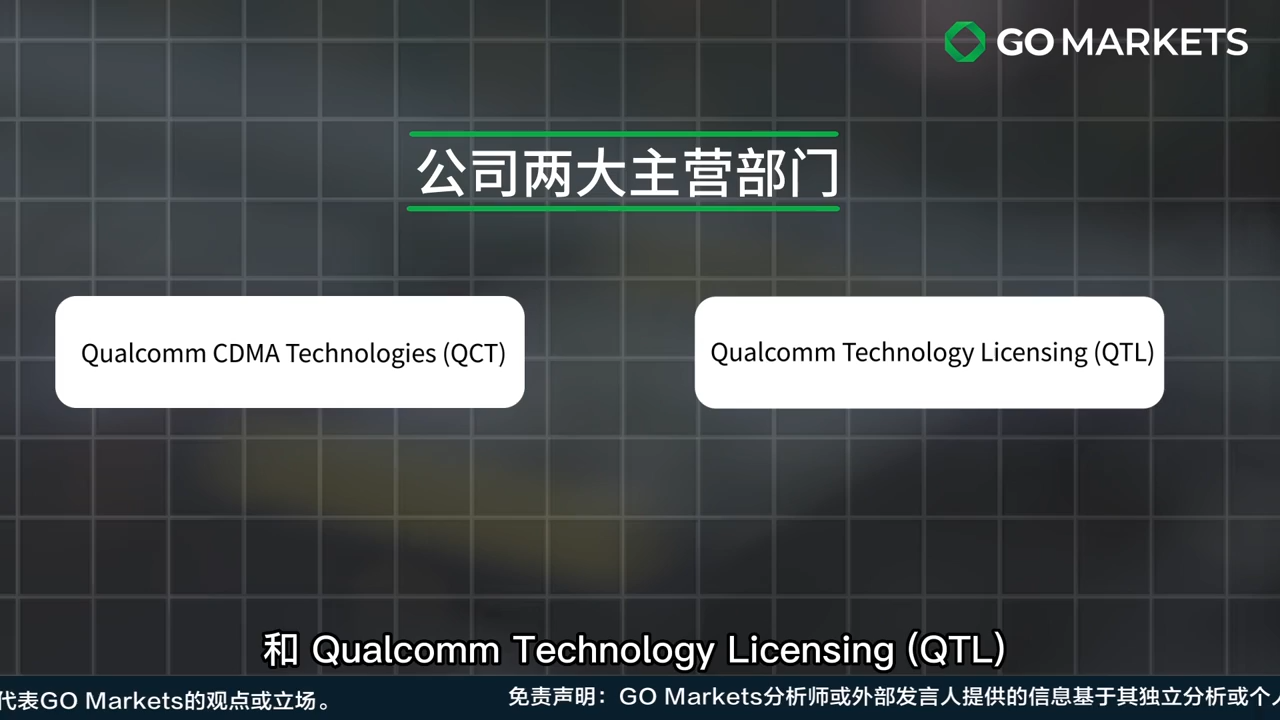 GO MARKETS
公司两大主营部门
Qualcomm CDMA Technologies (QCT)
Qualcomm Technology Licensing (QTL)
和 Qualcomm Technology Licensing (QTL)
代表GO Markets的观点或立场。
免责声明：GO Markets分析师或外部发言人提供的信息基于其独立分析或个人